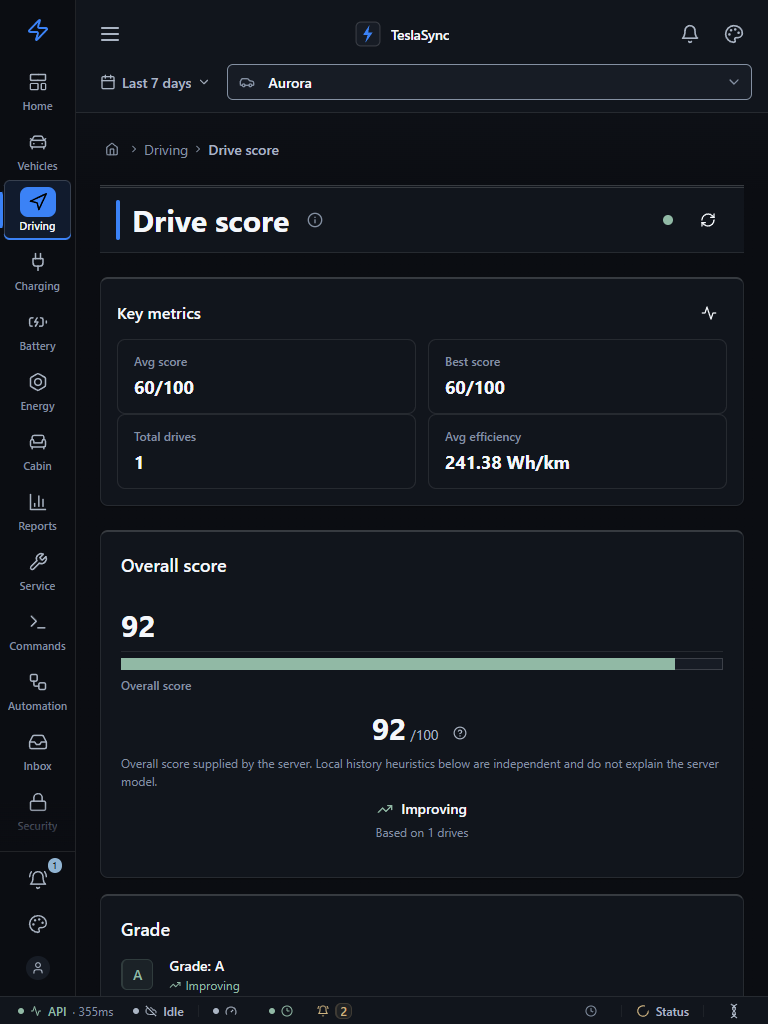 TeslaSync
Last 7 days
Aurora
Home
Vehicles
Driving
Charging
Battery
Energy
Cabin
Reports
Service
Commands
Automation
Inbox
Security
1
Driving
Drive score
Drive score
Key metrics
Avg score
60/100
Best score
60/100
Total drives
1
Avg efficiency
241.38 Wh/km
Overall score
92
Overall score
92 /100
Overall score supplied by the server. Local history heuristics below are independent and do not explain the server
model.
Improving
Based on 1 drives
Grade
A
Grade: A
Improving
API · 355ms
Idle
2
Status